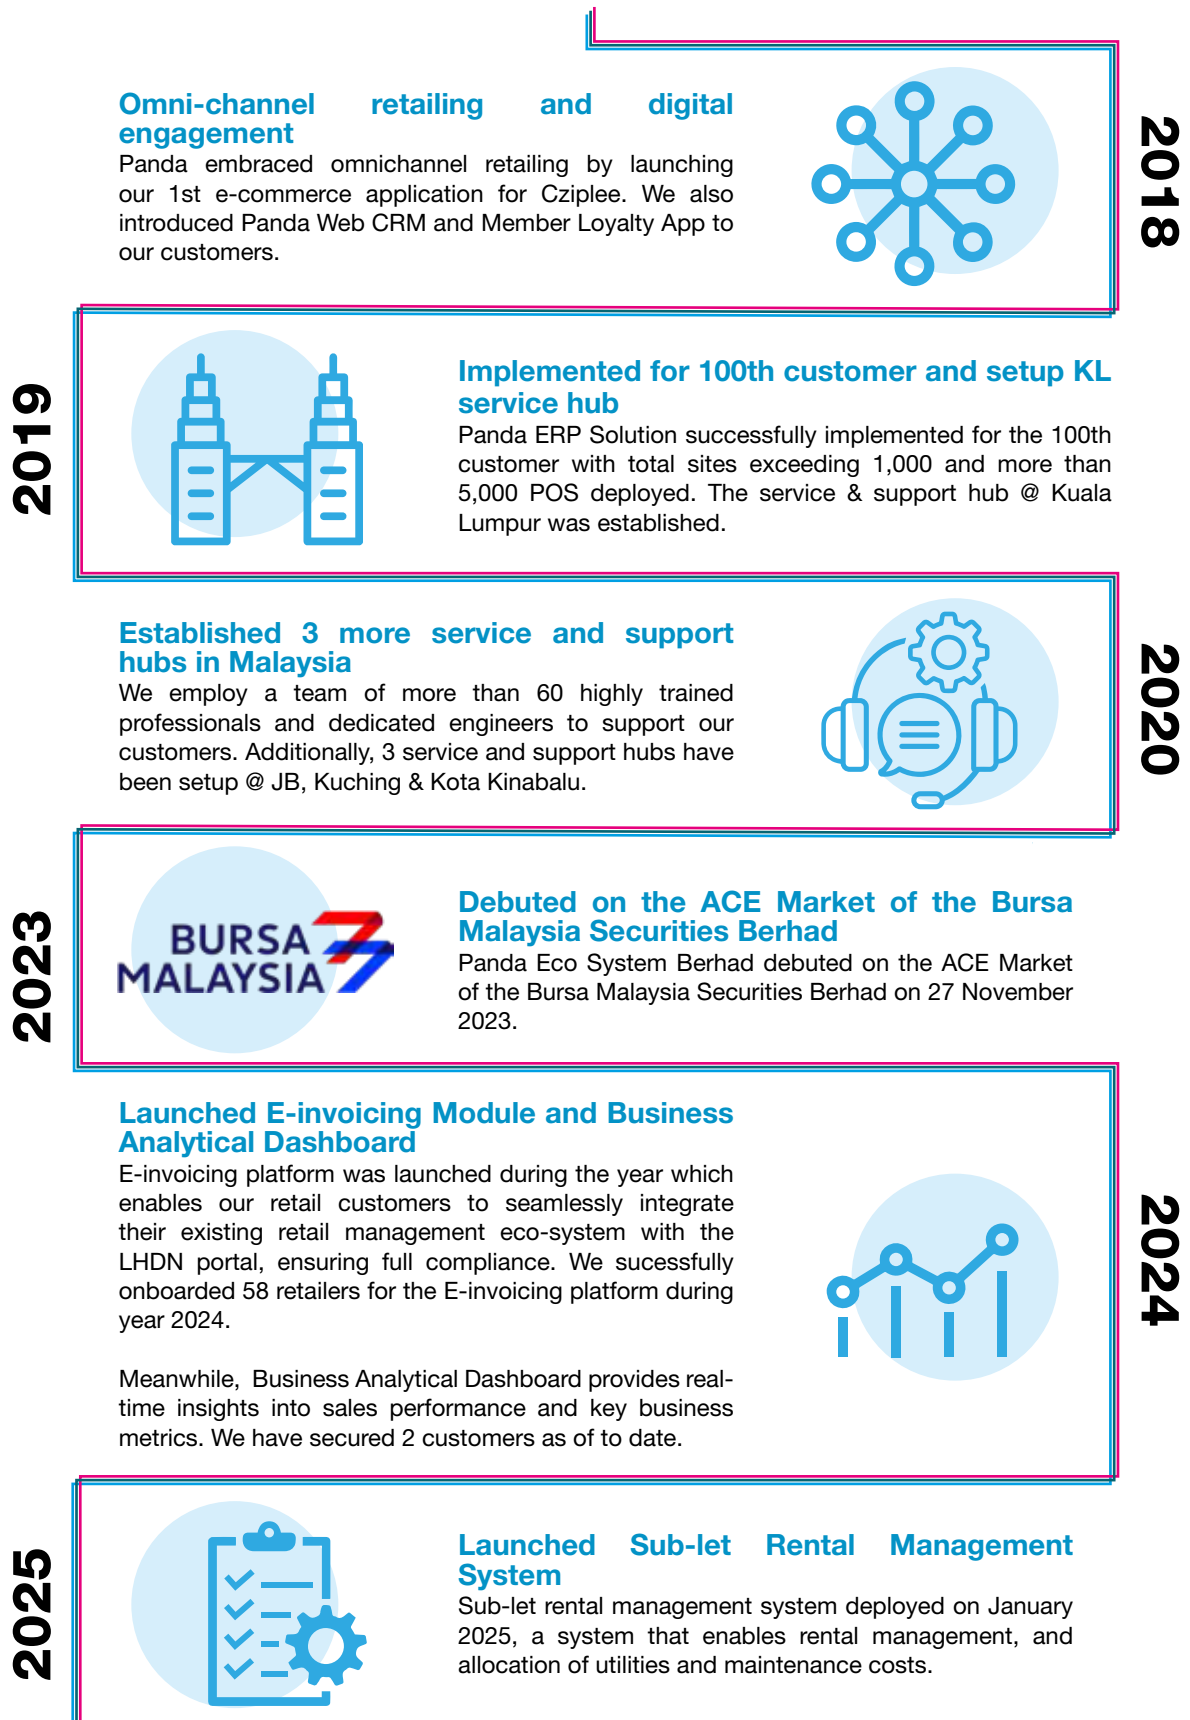 Omni-channel retailing and digital
engagement
Panda embraced omnichannel retailing by launching
our 1st e-commerce application for Cziplee. We also
introduced Panda Web CRM and Member Loyalty App to
our customers.
2018
2019
Implemented for 100th customer and setup KL
service hub
Panda ERP Solution successfully implemented for the 100th
customer with total sites exceeding 1,000 and more than
5,000 POS deployed. The service & support hub @ Kuala
Lumpur was established.
Established 3 more service and support
hubs in Malaysia
We employ a team of more than 60 highly trained
professionals and dedicated engineers to support our
customers. Additionally, 3 service and support hubs have
been setup @ JB, Kuching & Kota Kinabalu.
2020
2023
BURSA
MALAYSIA
Debuted on the ACE Market of the Bursa
Malaysia Securities Berhad
Panda Eco System Berhad debuted on the ACE Market
of the Bursa Malaysia Securities Berhad on 27 November
2023.
Launched E-invoicing Module and Business
Analytical Dashboard
E-invoicing platform was launched during the year which
enables our retail customers to seamlessly integrate
their existing retail management eco-system with the
LHDN portal, ensuring full compliance. We sucessfully
onboarded 58 retailers for the E-invoicing platform during
year 2024.
Meanwhile, Business Analytical Dashboard provides real-
time insights into sales performance and key business
metrics. We have secured 2 customers as of to date.
2024
2025
Launched Sub-let Rental Management
System
Sub-let rental management system deployed on January
2025, a system that enables rental management, and
allocation of utilities and maintenance costs.